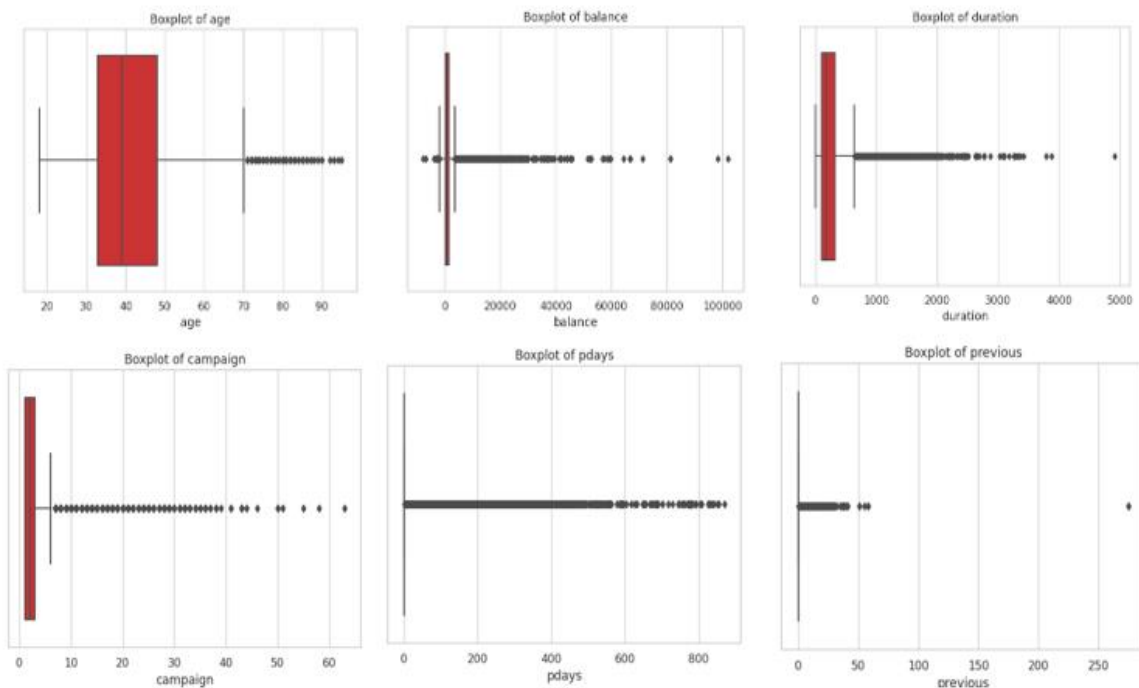 Boxplot of age
20 30 40 50 60 70 80 90
age
Boxplot of balance
0 20000 40000 60000 80000 100000
balance
Boxplot of duration
0 1000 2000 3000 4000 5000
duration
Boxplot of campaign
0 10 20 30 40 50 60
campaign
Boxplot of pdays
0 200 400 600 800
pdays
Boxplot of previous
0 50 100 150 200 250
previous